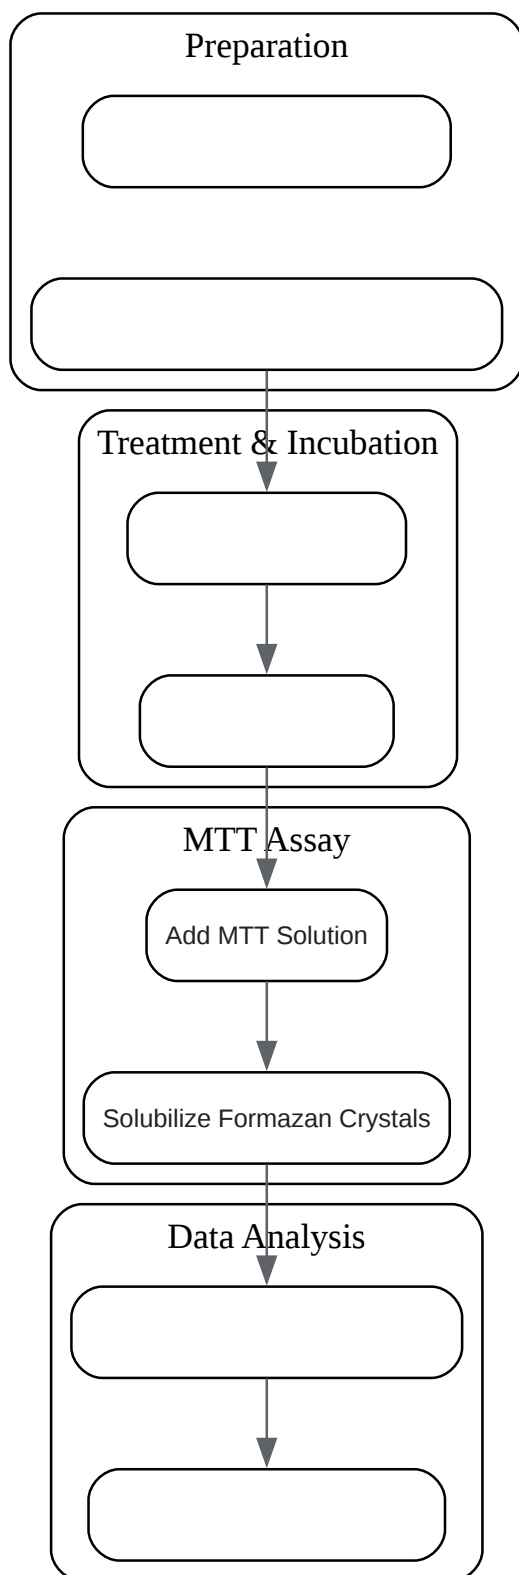 Preparation
Treatment & Incubation
MTT Assay
Add MTT Solution
Solubilize Formazan Crystals
Data Analysis